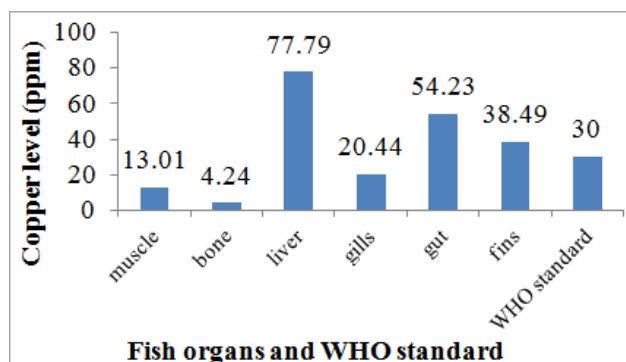 Copper level (ppm)
100
80
60
40
20
0
13.01
4.24
77.79
20.44
54.23
38.49
30
muscle
bone
liver
gills
gut
fins
WHO standard
Fish organs and WHO standard